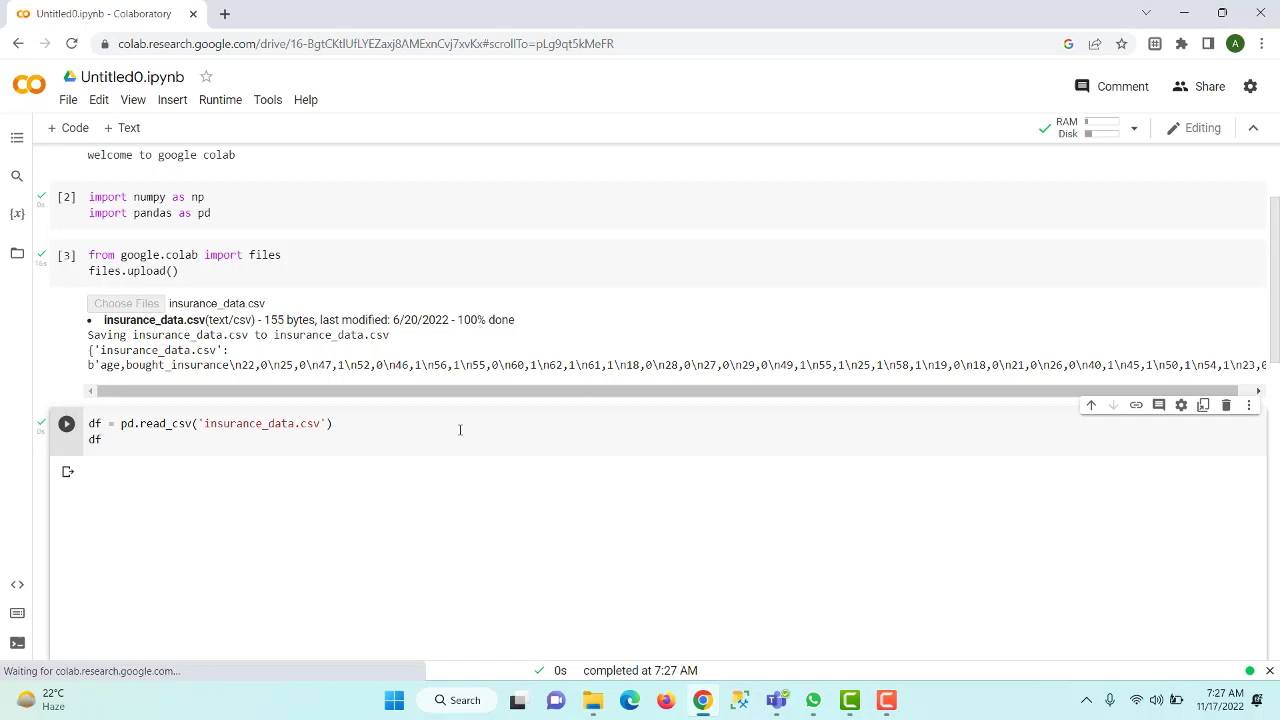 Untitled0.ipynb - Colaboratory
colab.research.google.com/drive/16-BgtCKtIUfLYEZaxj8AMExnCvj7xvKx#scrollTo=pLg9qt5kMeFR
A
Untitled0.ipynb
Comment
Share
File Edit View Insert Runtime Tools Help
+ Code + Text
RAM
Disk
Editing
welcome to google colab
[2]
0s
import numpy as np
import pandas as pd
{x}
[3]
16s
from google.colab import files
files.upload()
Choose Files insurance_data.csv
• insurance_data.csv(text/csv) - 155 bytes, last modified: 6/20/2022 - 100% done
Saving insurance_data.csv to insurance_data.csv
{'insurance_data.csv':
b'age,bought_insurance\n22,0\n25,0\n47,1\n52,0\n46,1\n56,1\n55,0\n60,1\n62,1\n61,1\n18,0\n28,0\n27,0\n29,0\n49,1\n55,1\n25,1\n58,1\n19,0\n18,0\n21,0\n26,0\n40,1\n45,1\n50,1\n54,1\n23,0
0s
df = pd.read_csv('insurance_data.csv')
df
Waiting for colab.research.google.com...
0s completed at 7:27 AM
22°C
Haze
Search
7:27 AM
11/17/2022